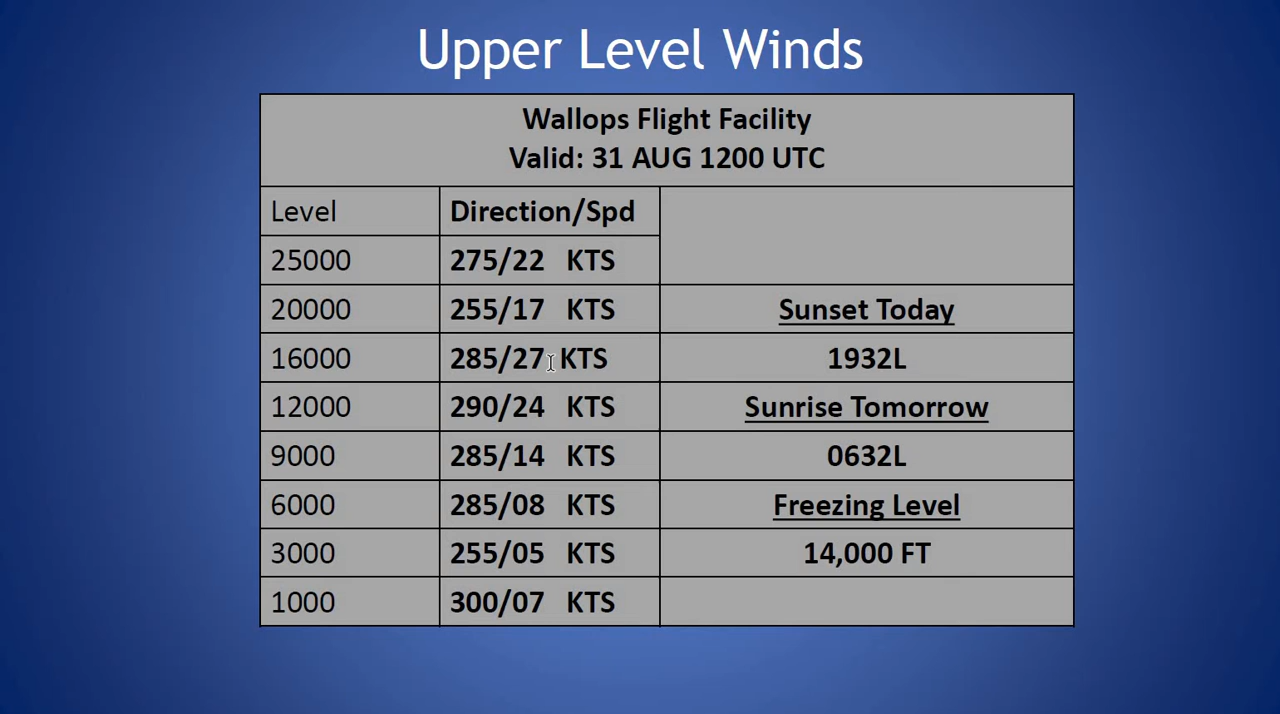 Upper Level Winds
Wallops Flight Facility
Valid: 31 AUG 1200 UTC
Level Direction/Spd
25000 275/22 KTS
20000 255/17 KTS Sunset Today
16000 285/27 KTS 1932L
12000 290/24 KTS Sunrise Tomorrow
9000 285/14 KTS 0632L
6000 285/08 KTS Freezing Level
3000 255/05 KTS 14,000 FT
1000 300/07 KTS